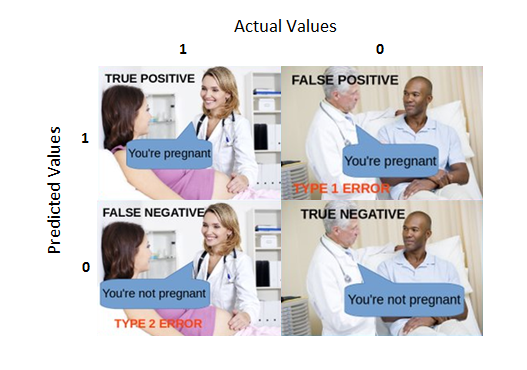 Actual Values
1 0
TRUE POSITIVE
FALSE POSITIVE
Predicted Values
1
You're pregnant
You're pregnant
TYPE 1 ERROR
FALSE NEGATIVE
TRUE NEGATIVE
0
You're not pregnant
You're not pregnant
TYPE 2 ERROR